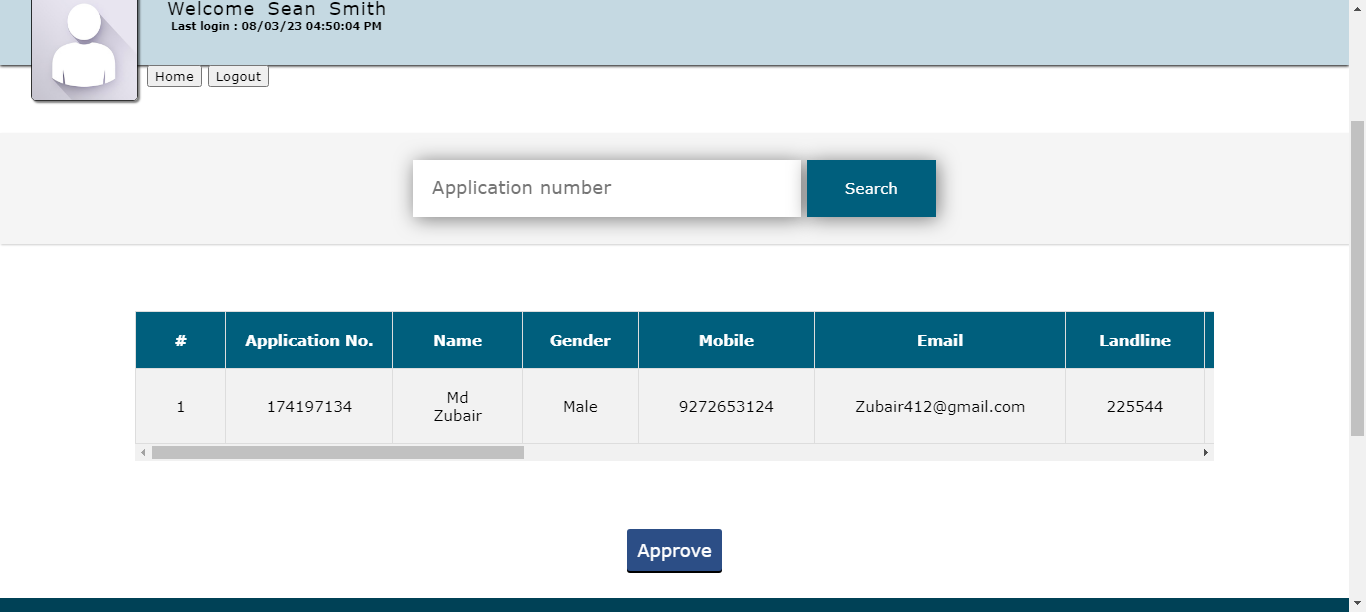 Welcome Sean Smith
Last login : 08/03/23 04:50:04 PM
Home Logout
Application number
Search
# Application No. Name Gender Mobile Email Landline
1 174197134 Md Zubair Male 9272653124 Zubair412@gmail.com 225544
Approve